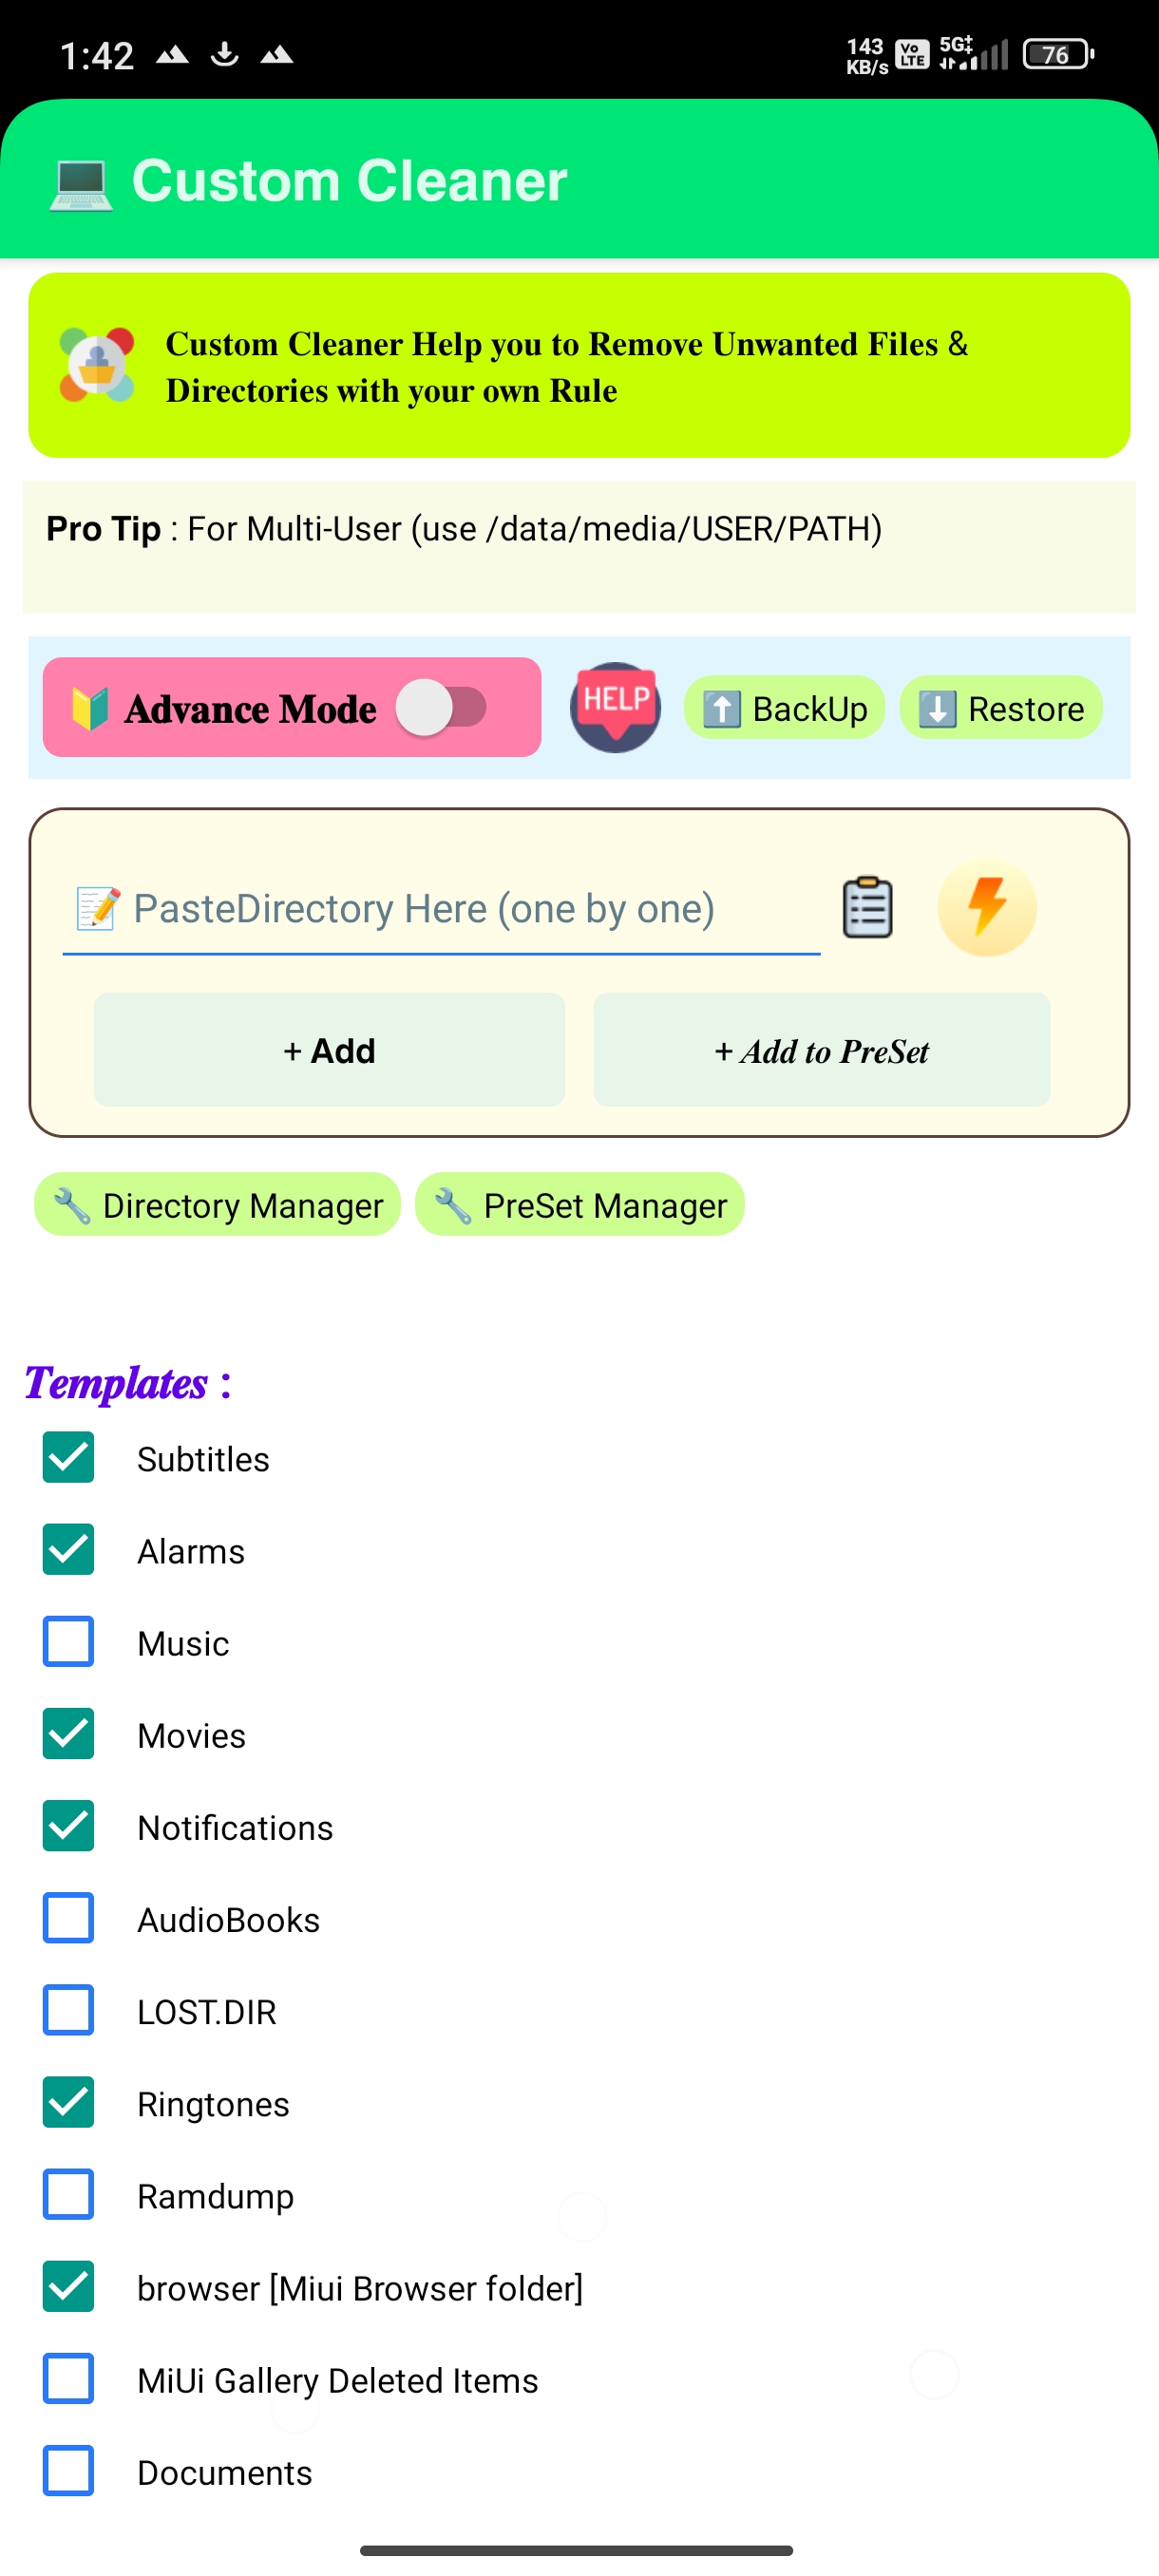 1:42
143 KB/s Vo LTE 5G 76
Custom Cleaner
Custom Cleaner Help you to Remove Unwanted Files &
Directories with your own Rule
Pro Tip : For Multi-User (use /data/media/USER/PATH)
Advance Mode HELP BackUp Restore
PasteDirectory Here (one by one)
+ Add + Add to PreSet
Directory Manager PreSet Manager
Templates :
Subtitles
Alarms
Music
Movies
Notifications
AudioBooks
LOST.DIR
Ringtones
Ramdump
browser [Miui Browser folder]
MiUi Gallery Deleted Items
Documents